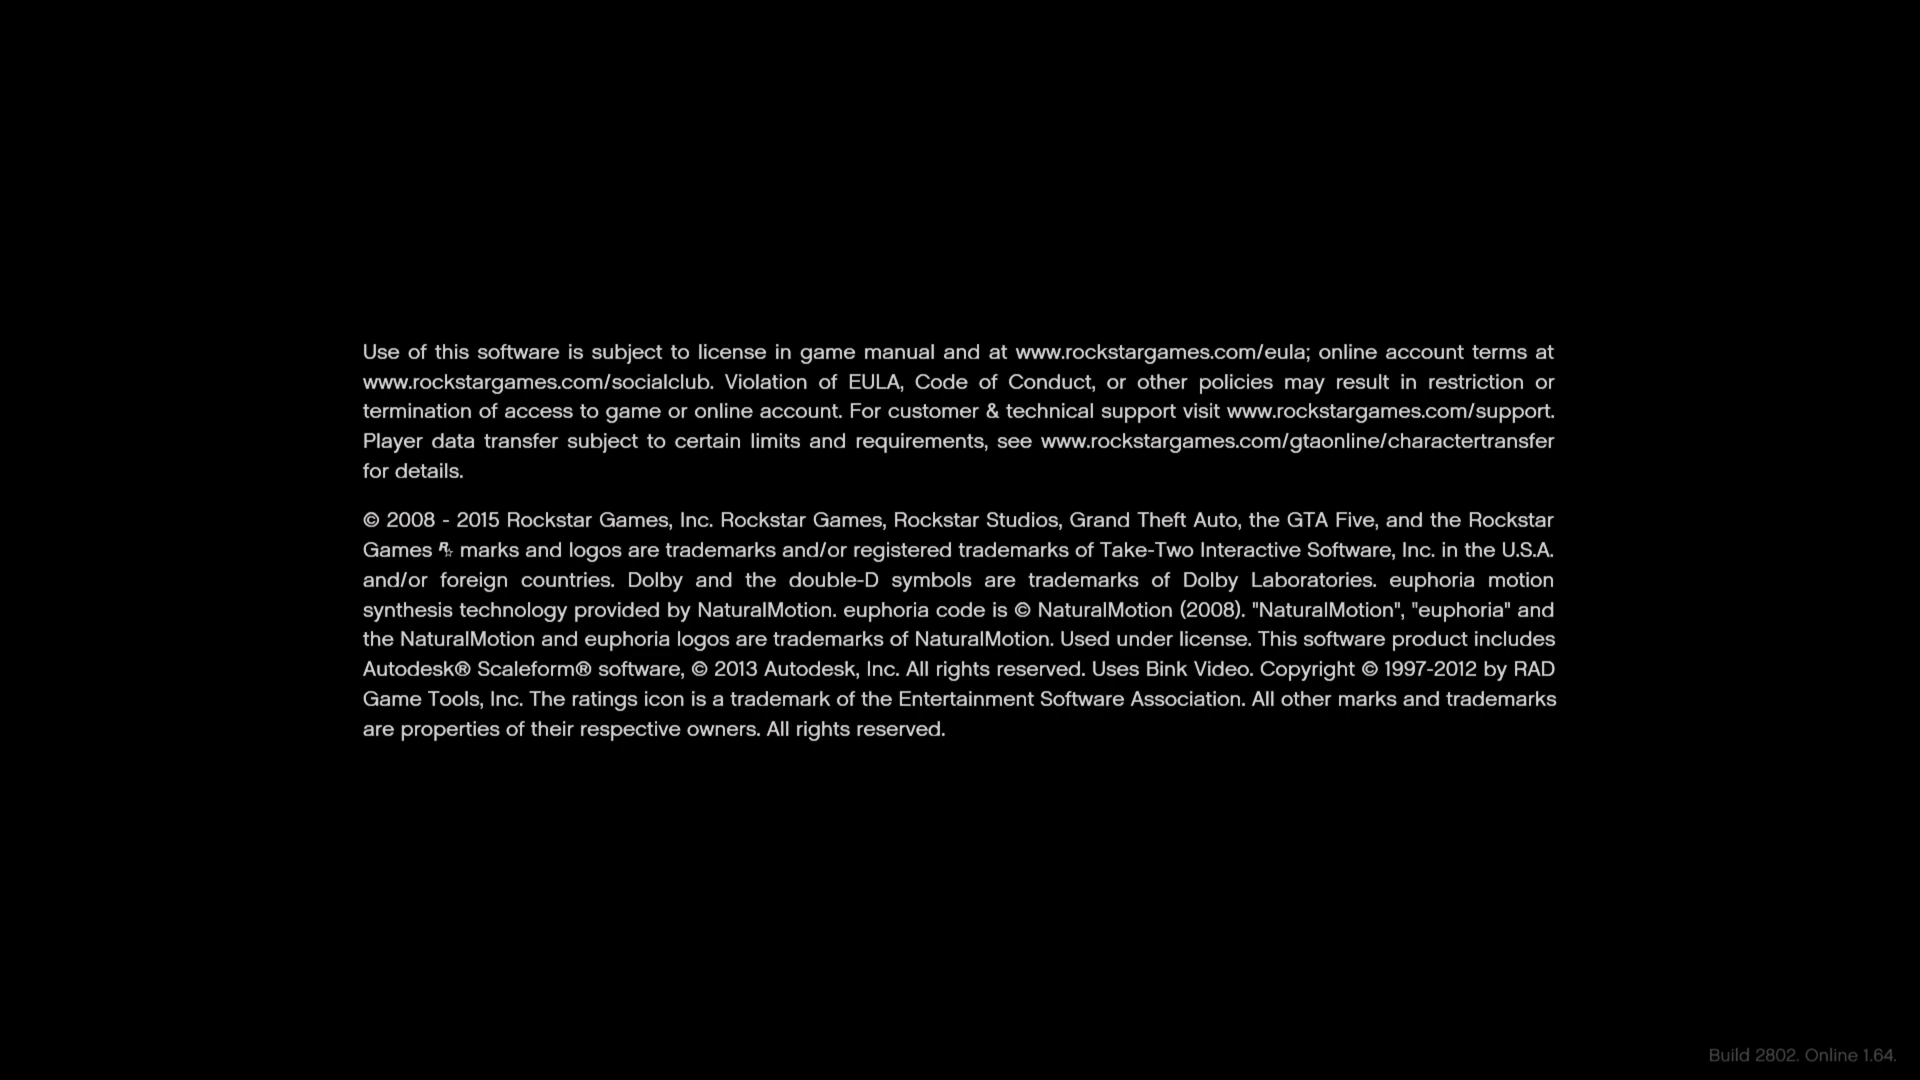 Use of this software is subject to license in game manual and at www.rockstargames.com/eula; online account terms at
www.rockstargames.com/socialclub. Violation of EULA, Code of Conduct, or other policies may result in restriction or
termination of access to game or online account. For customer & technical support visit www.rockstargames.com/support.
Player data transfer subject to certain limits and requirements, see www.rockstargames.com/gtaonline/charactertransfer
for details.
© 2008 - 2015 Rockstar Games, Inc. Rockstar Games, Rockstar Studios, Grand Theft Auto, the GTA Five, and the Rockstar
Games R* marks and logos are trademarks and/or registered trademarks of Take-Two Interactive Software, Inc. in the U.S.A.
and/or foreign countries. Dolby and the double-D symbols are trademarks of Dolby Laboratories. euphoria motion
synthesis technology provided by NaturalMotion. euphoria code is © NaturalMotion (2008). "NaturalMotion", "euphoria" and
the NaturalMotion and euphoria logos are trademarks of NaturalMotion. Used under license. This software product includes
Autodesk® Scaleform® software, © 2013 Autodesk, Inc. All rights reserved. Uses Bink Video. Copyright © 1997-2012 by RAD
Game Tools, Inc. The ratings icon is a trademark of the Entertainment Software Association. All other marks and trademarks
are properties of their respective owners. All rights reserved.
Build 2802. Online 1.64.